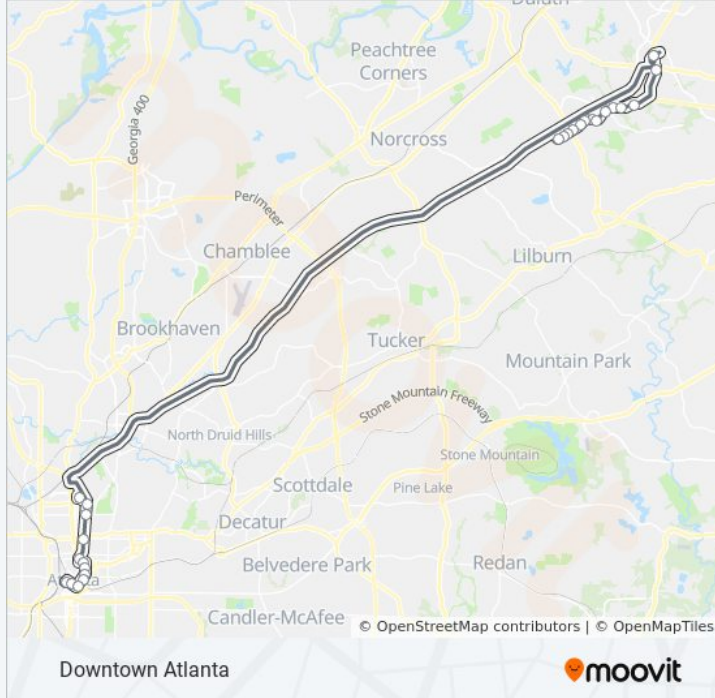 Duluth
Peachtree
Corners
Georgia 400
Norcross
Perimeter
Chamblee
Lilburn
Brookhaven
Tucker
Mountain Park
Stone Mountain Freeway
North Druid Hills
Stone Mountain
Scottdale
Pine Lake
Decatur
Belvedere Park
Redan
Atlanta
Candler-McAfee
© OpenStreetMap contributors | © OpenMapTiles
Downtown Atlanta
moovit